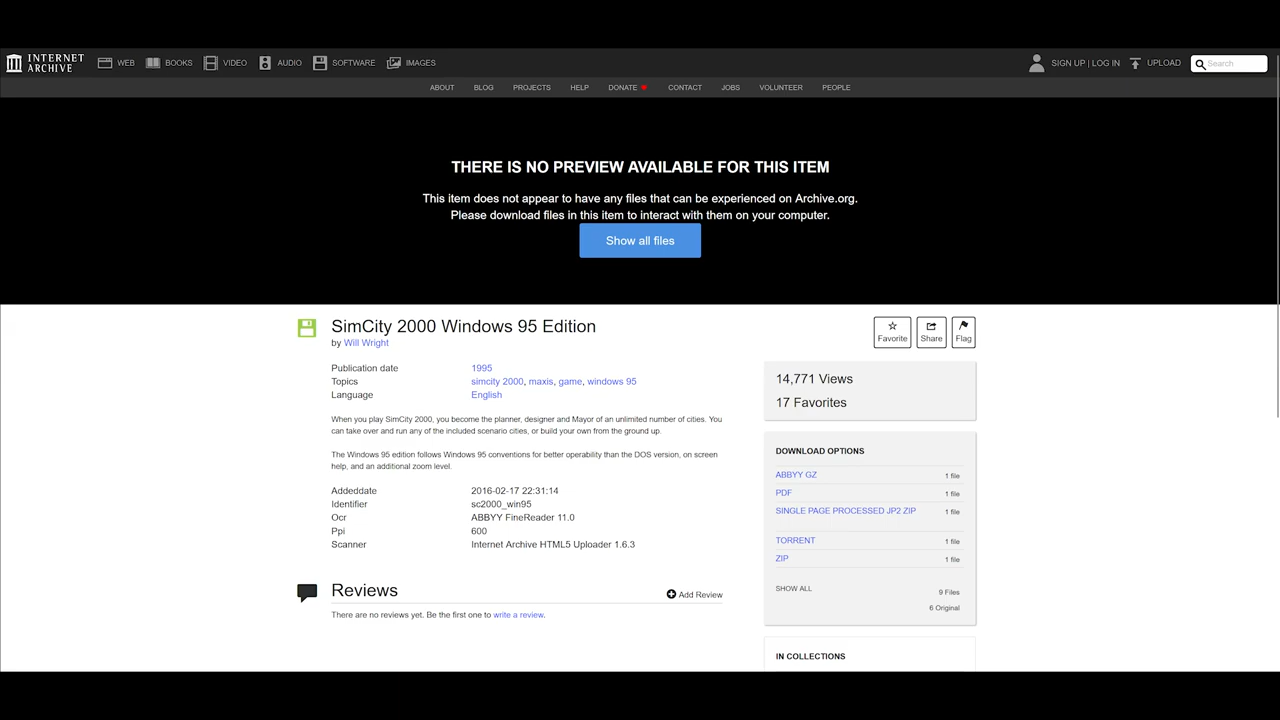 INTERNET
ARCHIVE
WEB BOOKS VIDEO AUDIO SOFTWARE IMAGES SIGN UP | LOG IN UPLOAD Search
ABOUT BLOG PROJECTS HELP DONATE CONTACT JOBS VOLUNTEER PEOPLE
THERE IS NO PREVIEW AVAILABLE FOR THIS ITEM
This item does not appear to have any files that can be experienced on Archive.org.
Please download files in this item to interact with them on your computer.
Show all files
SimCity 2000 Windows 95 Edition
by Will Wright
Favorite Share Flag
Publication date 1995
Topics simcity 2000, maxis, game, windows 95
Language English
When you play SimCity 2000, you become the planner, designer and Mayor of an unlimited number of cities. You
can take over and run any of the included scenario cities, or build your own from the ground up.
The Windows 95 edition follows Windows 95 conventions for better operability than the DOS version, on screen
help, and an additional zoom level.
Addeddate 2016-02-17 22:31:14
Identifier sc2000_win95
Ocr ABBYY FineReader 11.0
Ppi 600
Scanner Internet Archive HTML5 Uploader 1.6.3
Reviews
Add Review
There are no reviews yet. Be the first one to write a review.
14,771 Views
17 Favorites
DOWNLOAD OPTIONS
ABBYY GZ 1 file
PDF 1 file
SINGLE PAGE PROCESSED JP2 ZIP 1 file
TORRENT 1 file
ZIP 1 file
SHOW ALL 9 Files
6 Original
IN COLLECTIONS